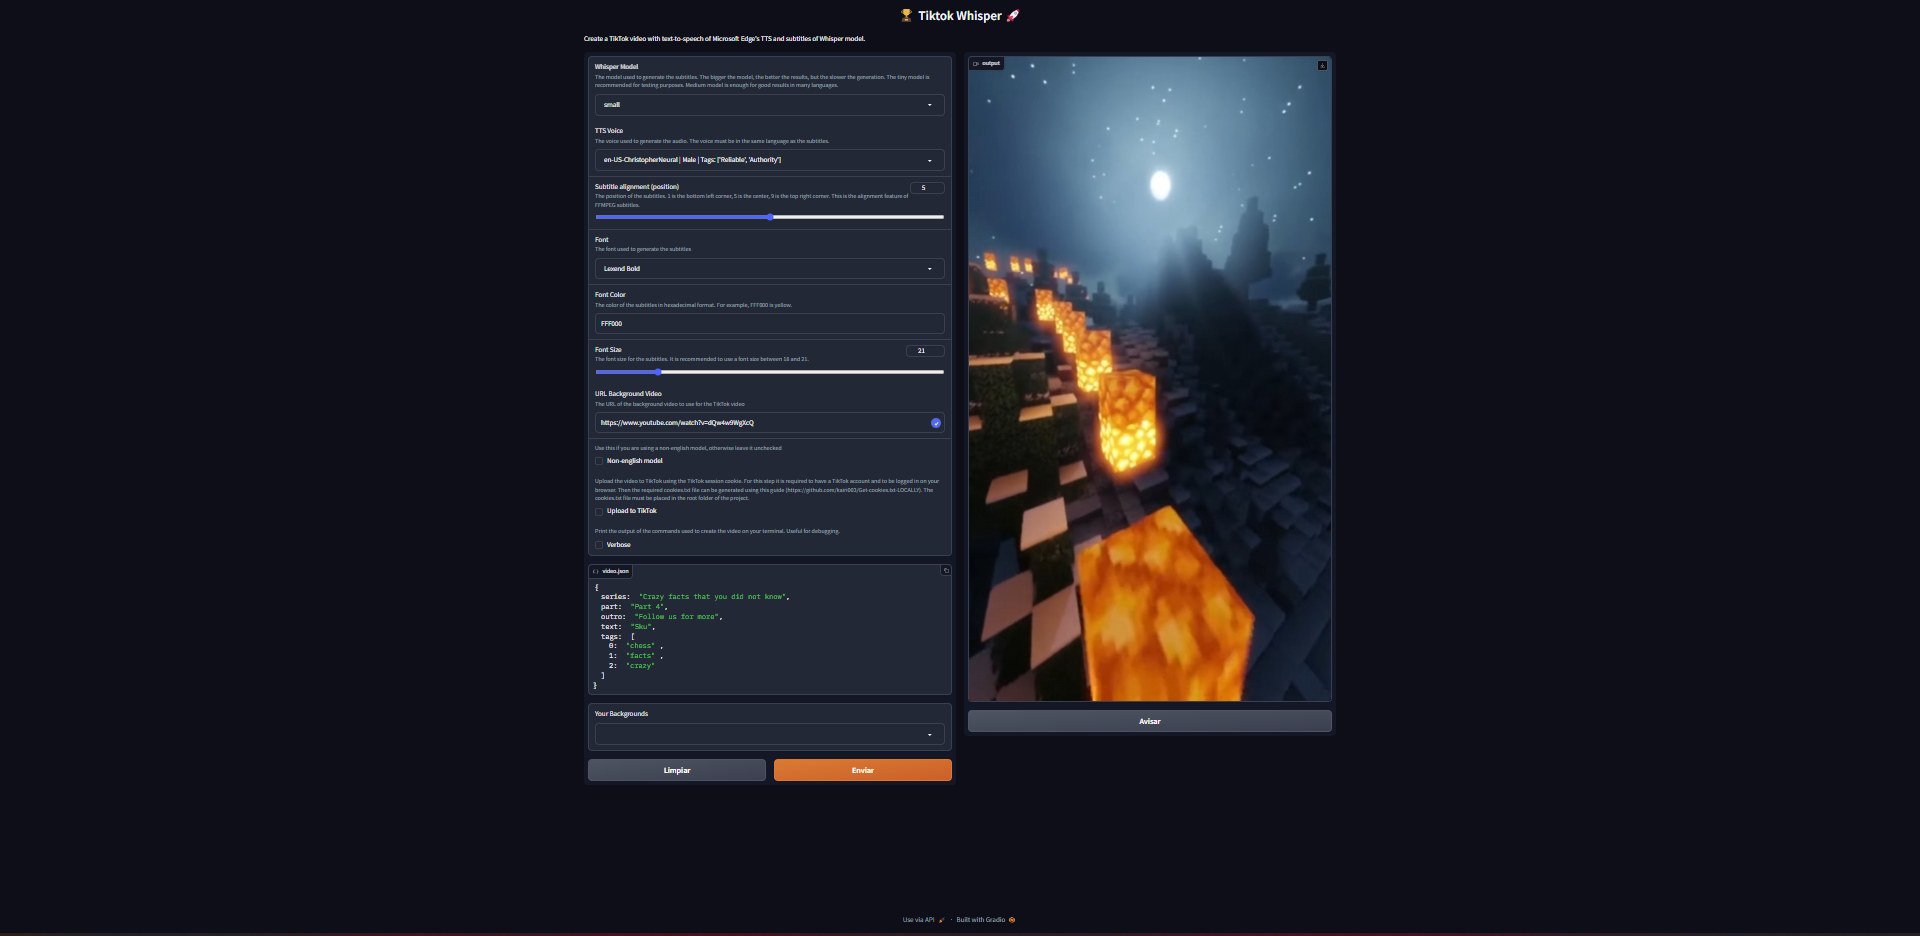 🏆 Tiktok Whisper 🚀
Create a TikTok video with text-to-speech of Microsoft Edge's TTS and subtitles of Whisper model.
Whisper Model
The model used to generate the subtitles. The bigger the model, the better the results, but the slower the generation. The tiny model is
recommended for testing purposes. Medium model is enough for good results in many languages.
small
TTS Voice
The voice used to generate the audio. The voice must be in the same language as the subtitles.
en-US-ChristopherNeural | Male | Tags: ['Reliable', 'Authority']
Subtitle alignment (position)
5
The position of the subtitles. 1 is the bottom left corner, 5 is the center, 9 is the top right corner. This is the alignment feature of
FFMPEG subtitles.
Font
The font used to generate the subtitles
Lexend Bold
Font Color
The color of the subtitles in hexadecimal format. For example, FFF000 is yellow.
FFF000
Font Size
21
The font size for the subtitles. It is recommended to use a font size between 18 and 21.
URL Background Video
The URL of the background video to use for the TikTok video
https://www.youtube.com/watch?v=dQw4w9WgXcQ
Use this if you are using a non-english model, otherwise leave it unchecked
Non-english model
Upload the video to TikTok using the TikTok session cookie. For this step it is required to have a TikTok account and to be logged in on your
browser. Then the required cookies.txt file can be generated using this guide (https://github.com/kairi003/Get-cookies.txt-LOCALLY). The
cookies.txt file must be placed in the root folder of the project.
Upload to TikTok
Print the output of the commands used to create the video on your terminal. Useful for debugging.
Verbose
video.json
{
series: "Crazy facts that you did not know",
part: "Part 4",
outro: "Follow us for more",
text: "Sku",
tags: [
0: "chess" ,
1: "facts" ,
2: "crazy"
]
}
Your Backgrounds
Limpiar
Enviar
output
Avisar
Use via API 🚀 · Built with Gradio